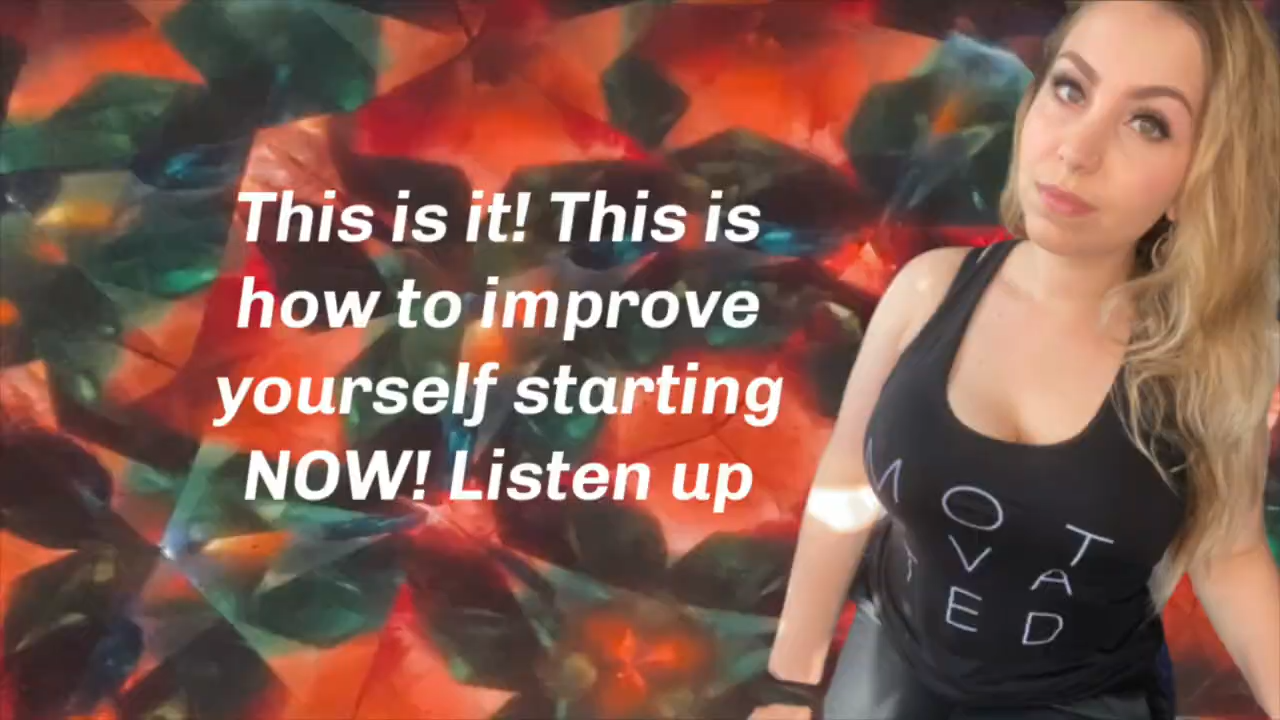 This is it! This is
how to improve
yourself starting
NOW! Listen up
M O T
V A
E D